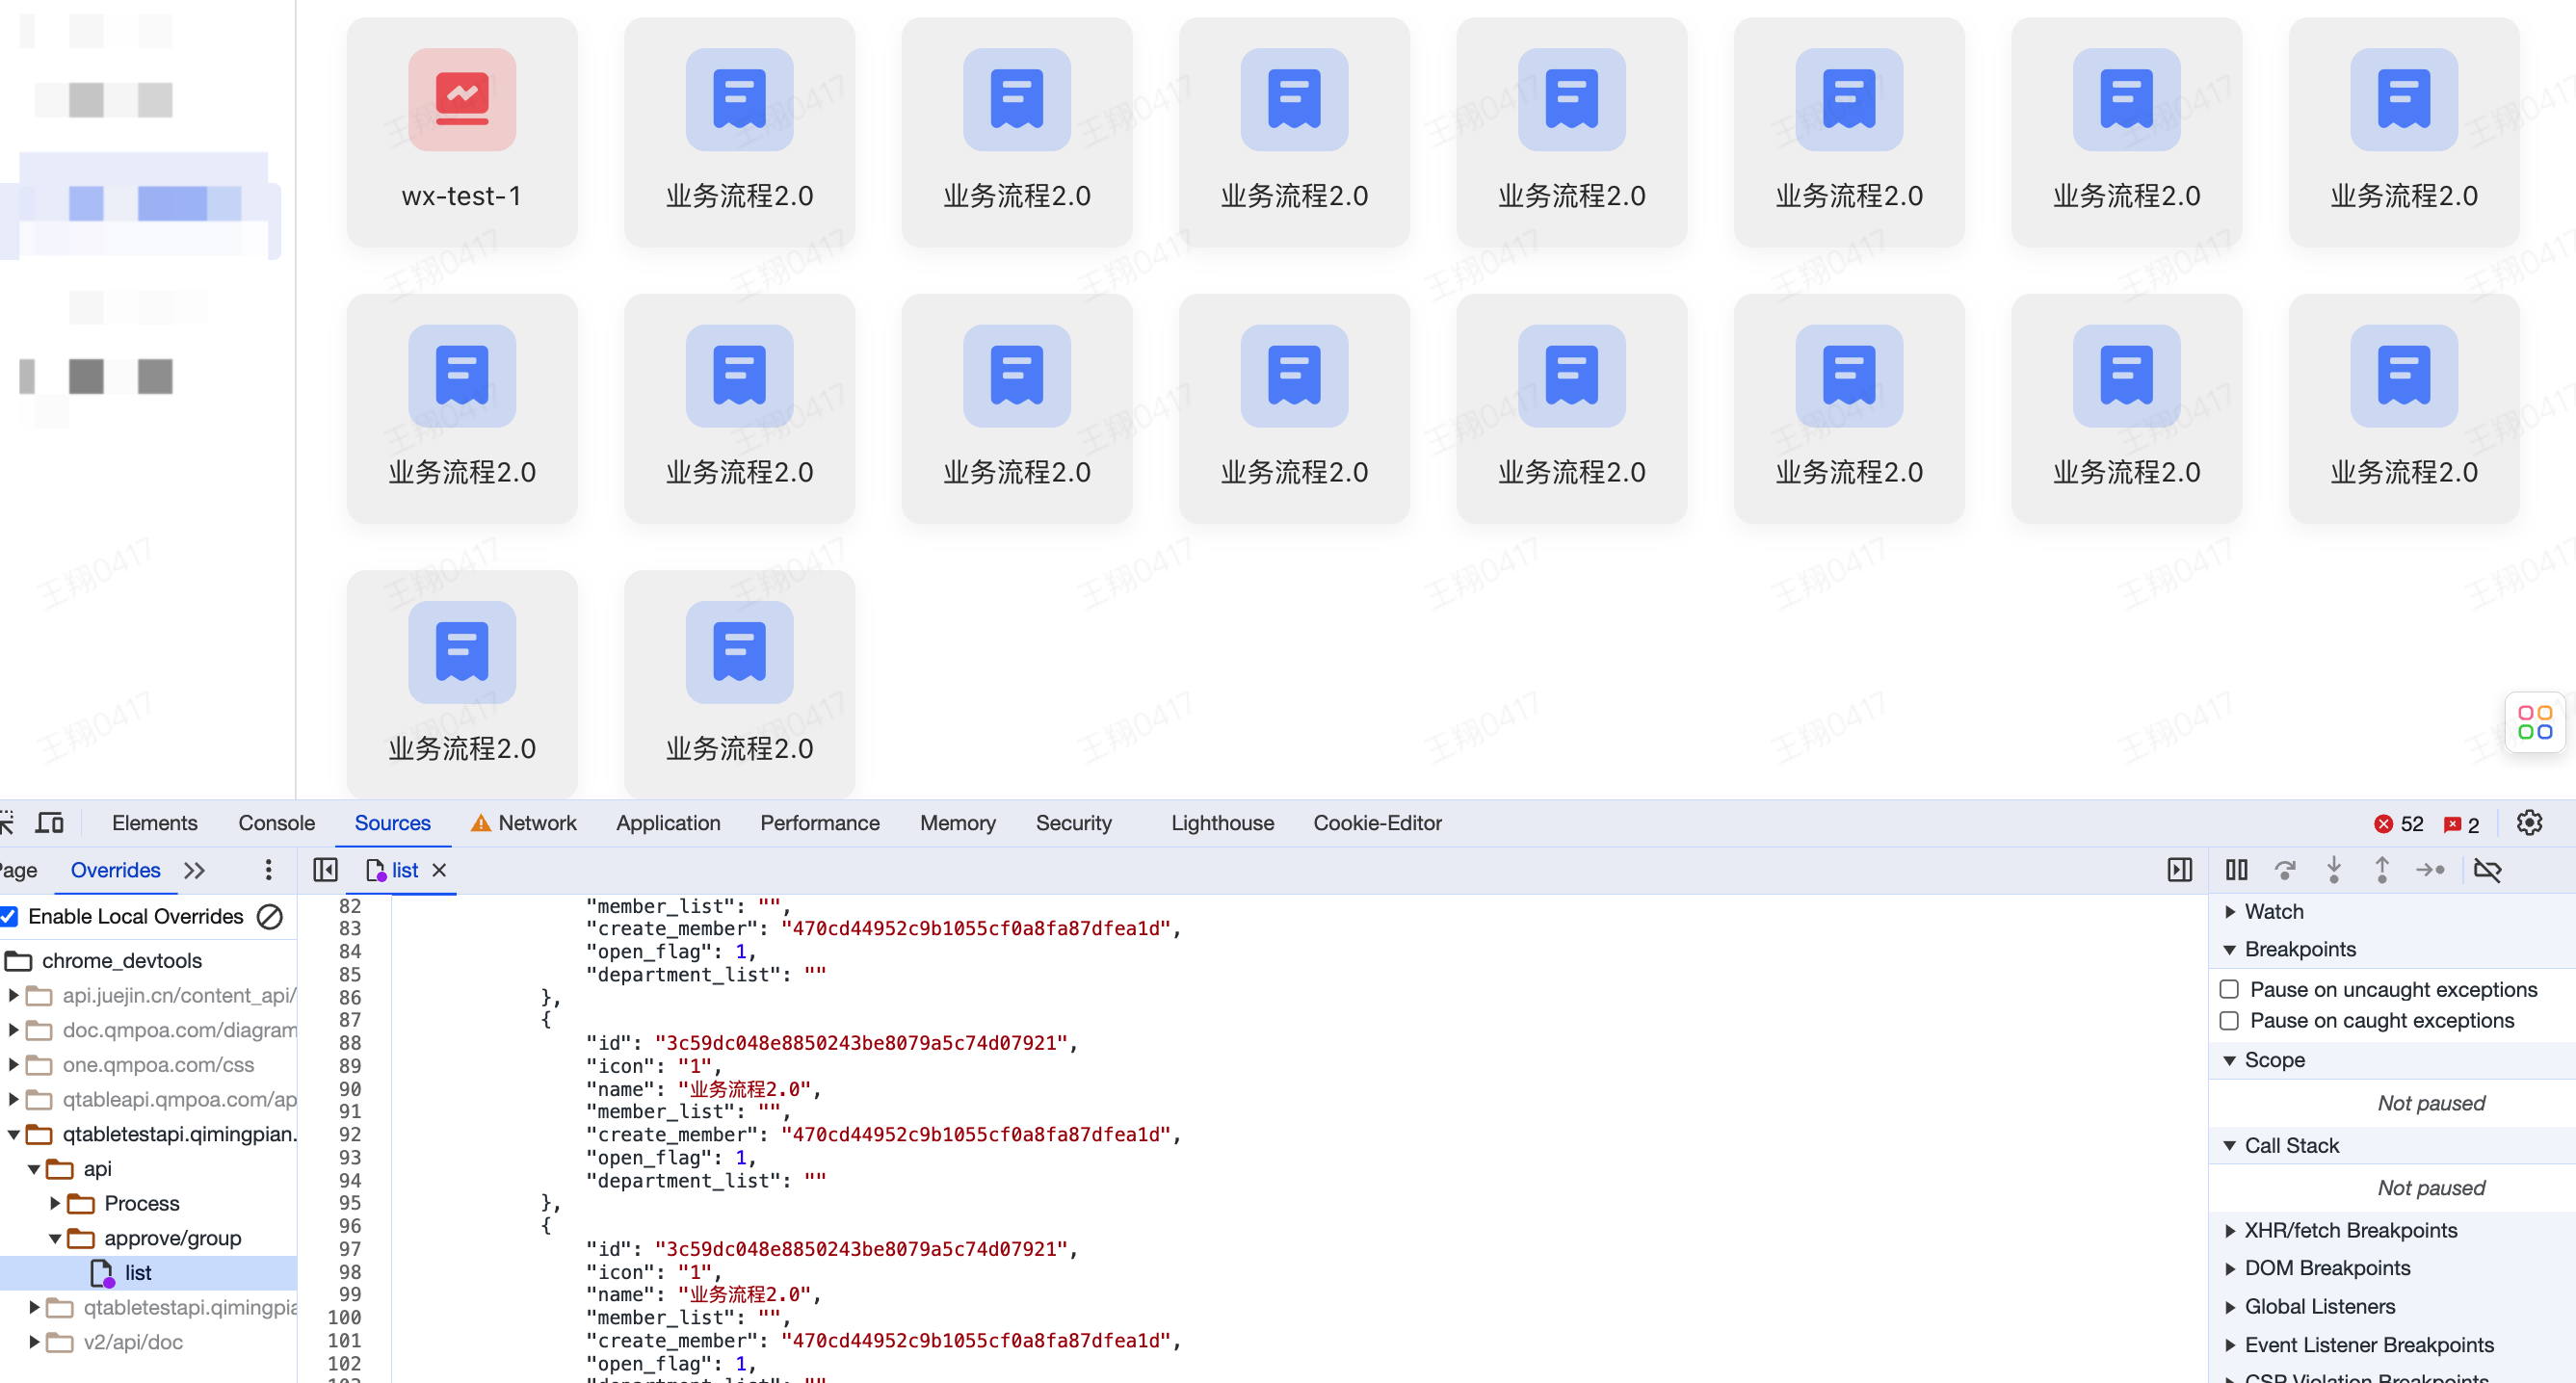 wx-test-1 业务流程2.0 业务流程2.0 业务流程2.0 业务流程2.0 业务流程2.0 业务流程2.0 业务流程2.0
业务流程2.0 业务流程2.0 业务流程2.0 业务流程2.0 业务流程2.0 业务流程2.0 业务流程2.0 业务流程2.0
业务流程2.0 业务流程2.0
王翔0417
Elements Console Sources Network Application Performance Memory Security Lighthouse Cookie-Editor 52 2
age Overrides list
Enable Local Overrides
chrome_devtools
api.juejin.cn/content_api/
doc.qmpoa.com/diagram
one.qmpoa.com/css
qtableapi.qmpoa.com/ap
qtabletestapi.qimingpian.
api
Process
approve/group
list
qtabletestapi.qimingpia
v2/api/doc
82 "member_list": "",
83 "create_member": "470cd44952c9b1055cf0a8fa87dfea1d",
84 "open_flag": 1,
85 "department_list": ""
86 },
87 {
88 "id": "3c59dc048e8850243be8079a5c74d07921",
89 "icon": "1",
90 "name": "业务流程2.0",
91 "member_list": "",
92 "create_member": "470cd44952c9b1055cf0a8fa87dfea1d",
93 "open_flag": 1,
94 "department_list": ""
95 },
96 {
97 "id": "3c59dc048e8850243be8079a5c74d07921",
98 "icon": "1",
99 "name": "业务流程2.0",
100 "member_list": "",
101 "create_member": "470cd44952c9b1055cf0a8fa87dfea1d",
102 "open_flag": 1,
103 "department_list": ""
Watch
Breakpoints
Pause on uncaught exceptions
Pause on caught exceptions
Scope
Not paused
Call Stack
Not paused
XHR/fetch Breakpoints
DOM Breakpoints
Global Listeners
Event Listener Breakpoints
CSP Violation Breakpoints